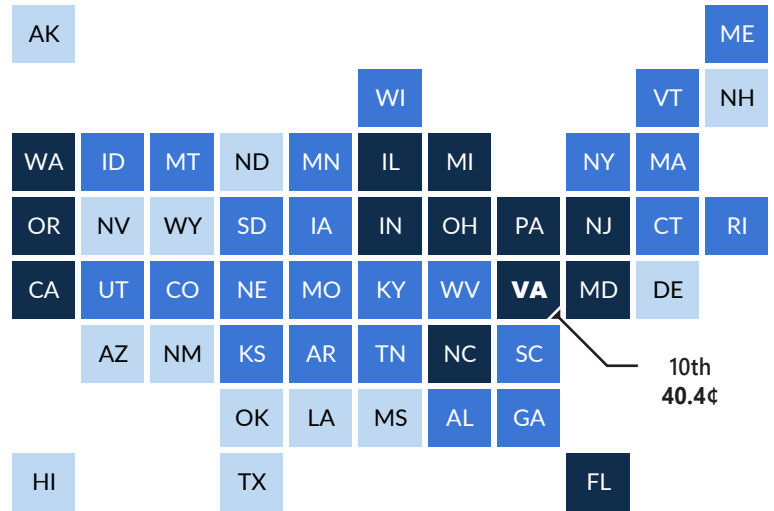 AK ME
WI VT NH
WA ID MT ND MN IL MI NY MA
OR NV WY SD IA IN OH PA NJ CT RI
CA UT CO NE MO KY WV VA MD DE
AZ NM KS AR TN NC SC
10th
40.4¢
OK LA MS AL GA
HI TX FL